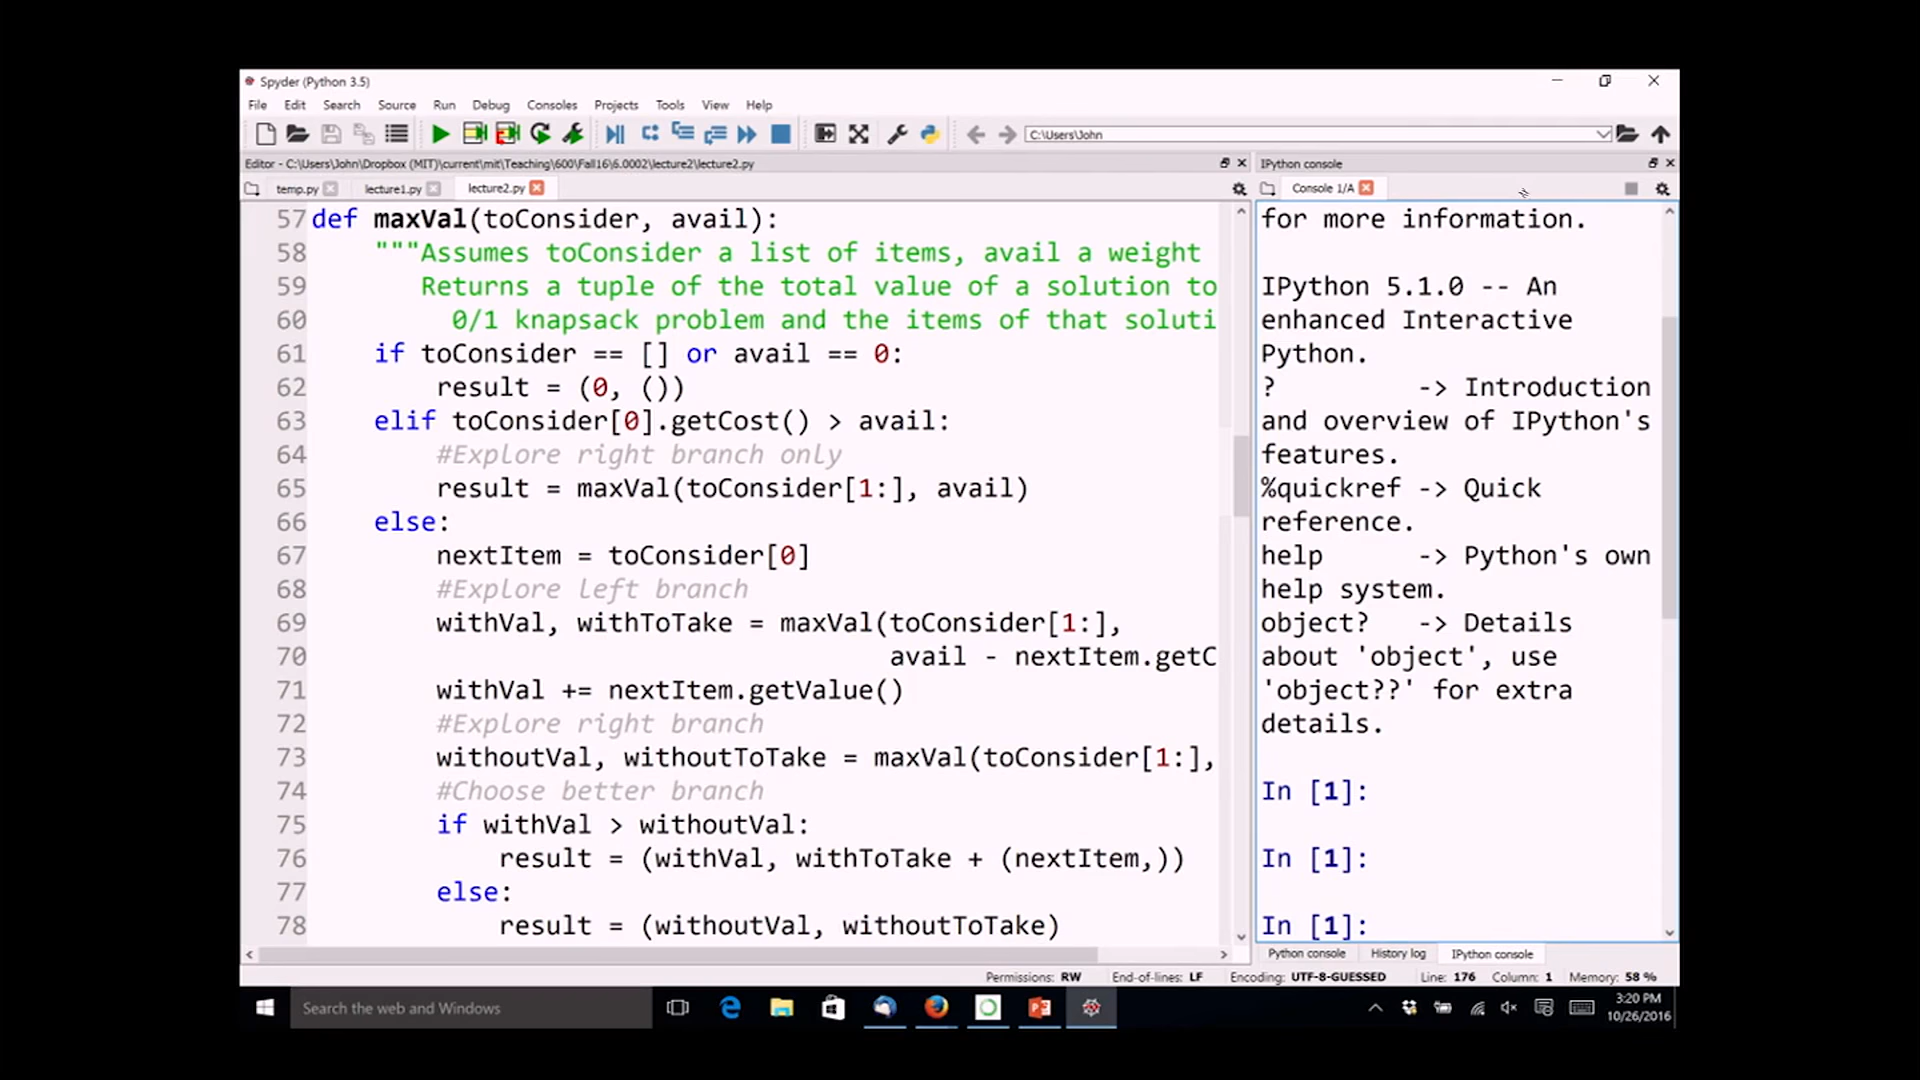 Spyder (Python 3.5)
File Edit Search Source Run Debug Consoles Projects Tools View Help
C:\Users\John
Editor - C:\Users\John\Dropbox (MIT)\current\mit\Teaching\600\Fall16\6.0002\lecture2\lecture2.py
temp.py lecture1.py lecture2.py
57 def maxVal(toConsider, avail):
58 """Assumes toConsider a list of items, avail a weight
59 Returns a tuple of the total value of a solution to
60 0/1 knapsack problem and the items of that soluti
61 if toConsider == [] or avail == 0:
62 result = (0, ())
63 elif toConsider[0].getCost() > avail:
64 #Explore right branch only
65 result = maxVal(toConsider[1:], avail)
66 else:
67 nextItem = toConsider[0]
68 #Explore left branch
69 withVal, withToTake = maxVal(toConsider[1:],
70 avail - nextItem.getC
71 withVal += nextItem.getValue()
72 #Explore right branch
73 withoutVal, withoutToTake = maxVal(toConsider[1:],
74 #Choose better branch
75 if withVal > withoutVal:
76 result = (withVal, withToTake + (nextItem,))
77 else:
78 result = (withoutVal, withoutToTake)
IPython console
Console 1/A
for more information.
IPython 5.1.0 -- An
enhanced Interactive
Python.
? -> Introduction
and overview of IPython's
features.
%quickref -> Quick
reference.
help -> Python's own
help system.
object? -> Details
about 'object', use
'object??' for extra
details.
In [1]:
In [1]:
In [1]:
Python console History log IPython console
Permissions: RW End-of-lines: LF Encoding: UTF-8-GUESSED Line: 176 Column: 1 Memory: 58 %
Search the web and Windows
3:20 PM
10/26/2016